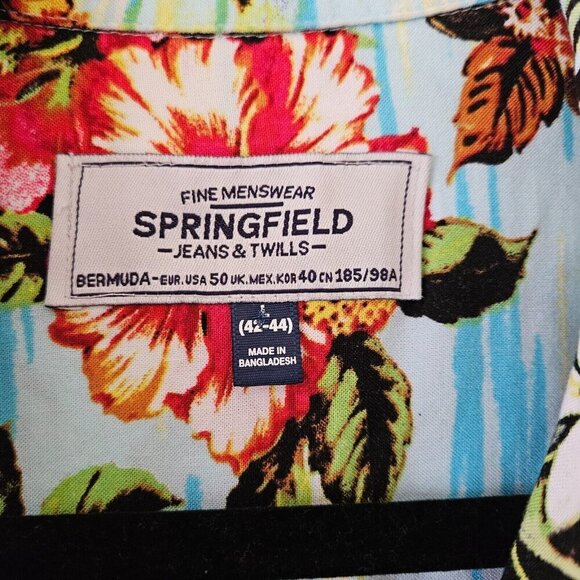 FINE MENSWEAR
SPRINGFIELD
-JEANS & TWILLS-
BERMUDA-EUR.USA 50 UK.MEX.KOR 40 CN 185/98A
L
(42-44)
MADE IN
BANGLADESH